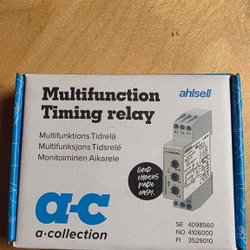 Multifunction
Timing relay
ahlsell
Multifunktions Tidrelä
Multifunksjons Tidsrelé
Monitoiminen Aikarele
GOOD
CHOICES
MADE
EASY.
a-c
a·collection
SE 4098560
NO 4106000
FI 3529010